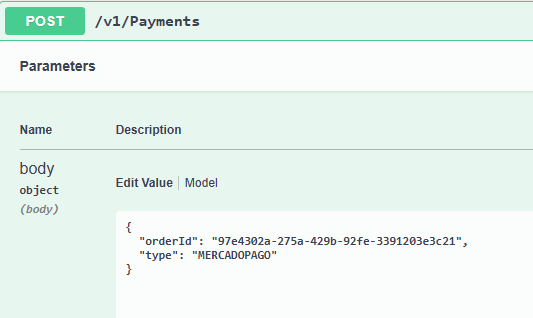 POST /v1/Payments
Parameters
Name Description
body
object
(body)
Edit Value Model
{
"orderId": "97e4302a-275a-429b-92fe-3391203e3c21",
"type": "MERCADOPAGO"
}